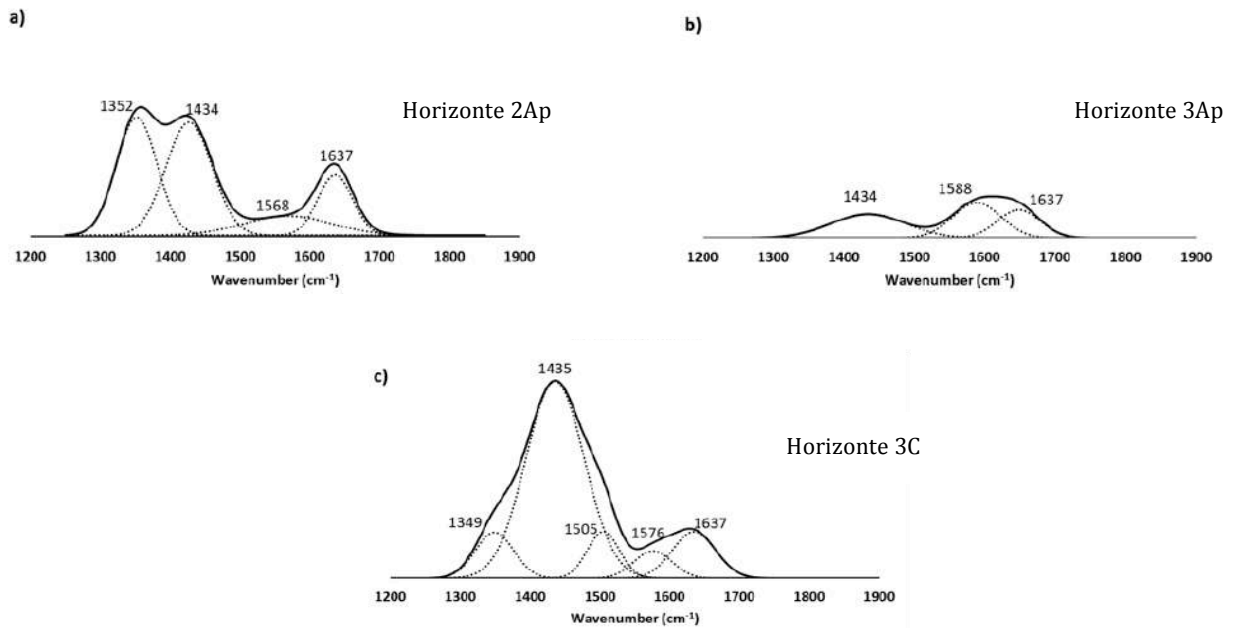 a)
1352
1434
1637
1568
Horizonte 2Ap
1200 1300 1400 1500 1600 1700 1800 1900
Wavenumber (cm⁻¹)
b)
Horizonte 3Ap
1434
1588
1637
1200 1300 1400 1500 1600 1700 1800 1900
Wavenumber (cm⁻¹)
c)
1435
Horizonte 3C
1349
1505
1576
1637
1200 1300 1400 1500 1600 1700 1800 1900
Wavenumber (cm⁻¹)